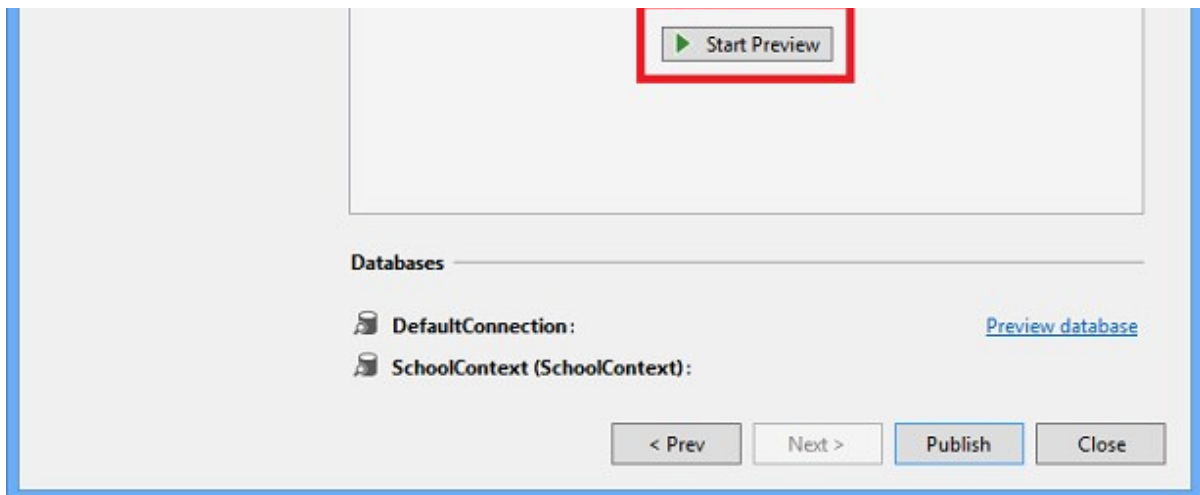 Start Preview
Databases
DefaultConnection: Preview database
SchoolContext (SchoolContext):
< Prev Next > Publish Close